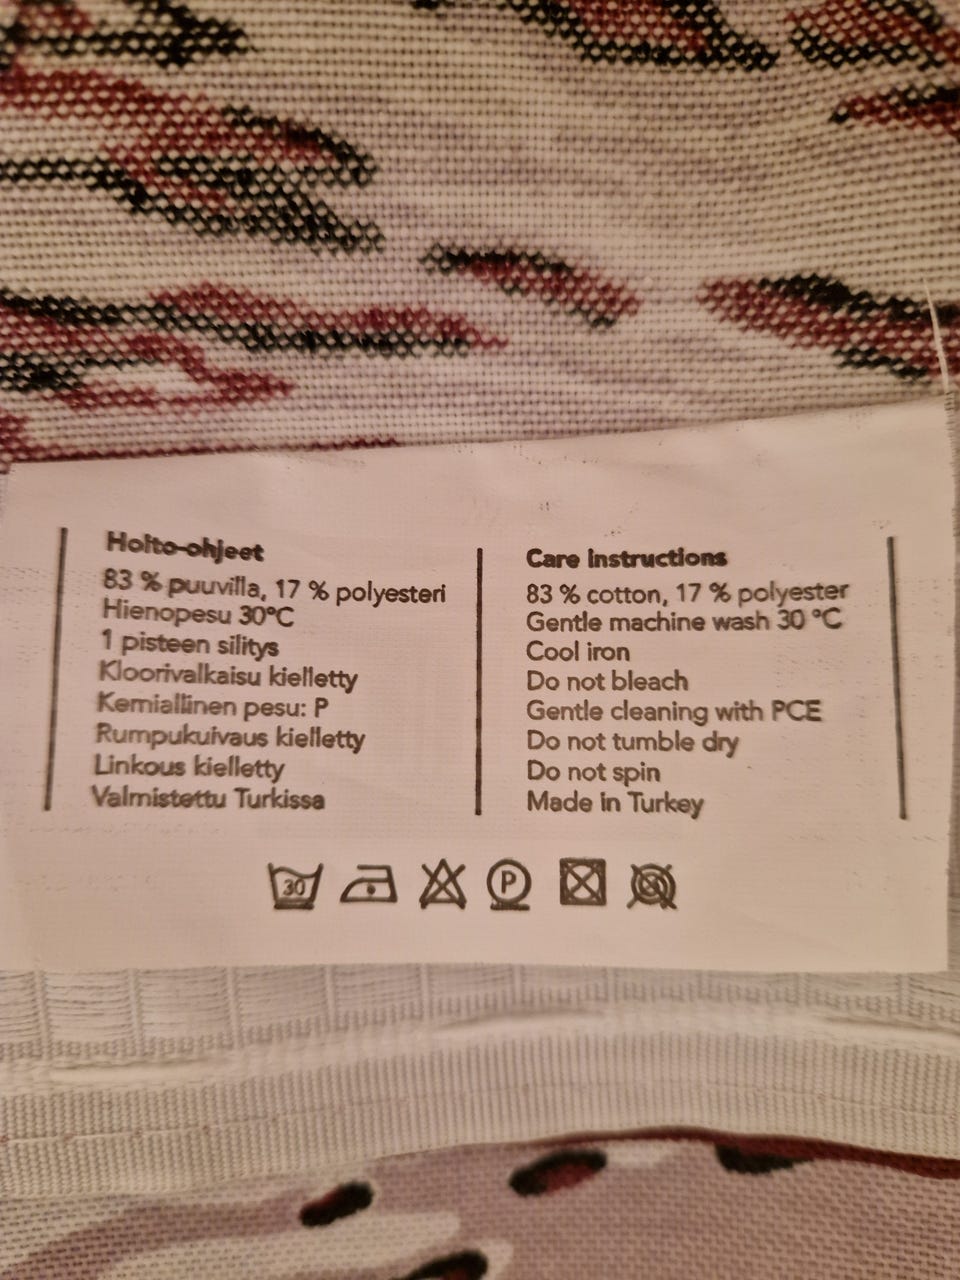 Hoito-ohjeet
83 % puuvilla, 17 % polyesteri
Hienopesu 30°C
1 pisteen silitys
Kloorivalkaisu kielletty
Kemiallinen pesu: P
Rumpukuivaus kielletty
Linkous kielletty
Valmistettu Turkissa
Care instructions
83 % cotton, 17 % polyester
Gentle machine wash 30 °C
Cool iron
Do not bleach
Gentle cleaning with PCE
Do not tumble dry
Do not spin
Made in Turkey
30 P